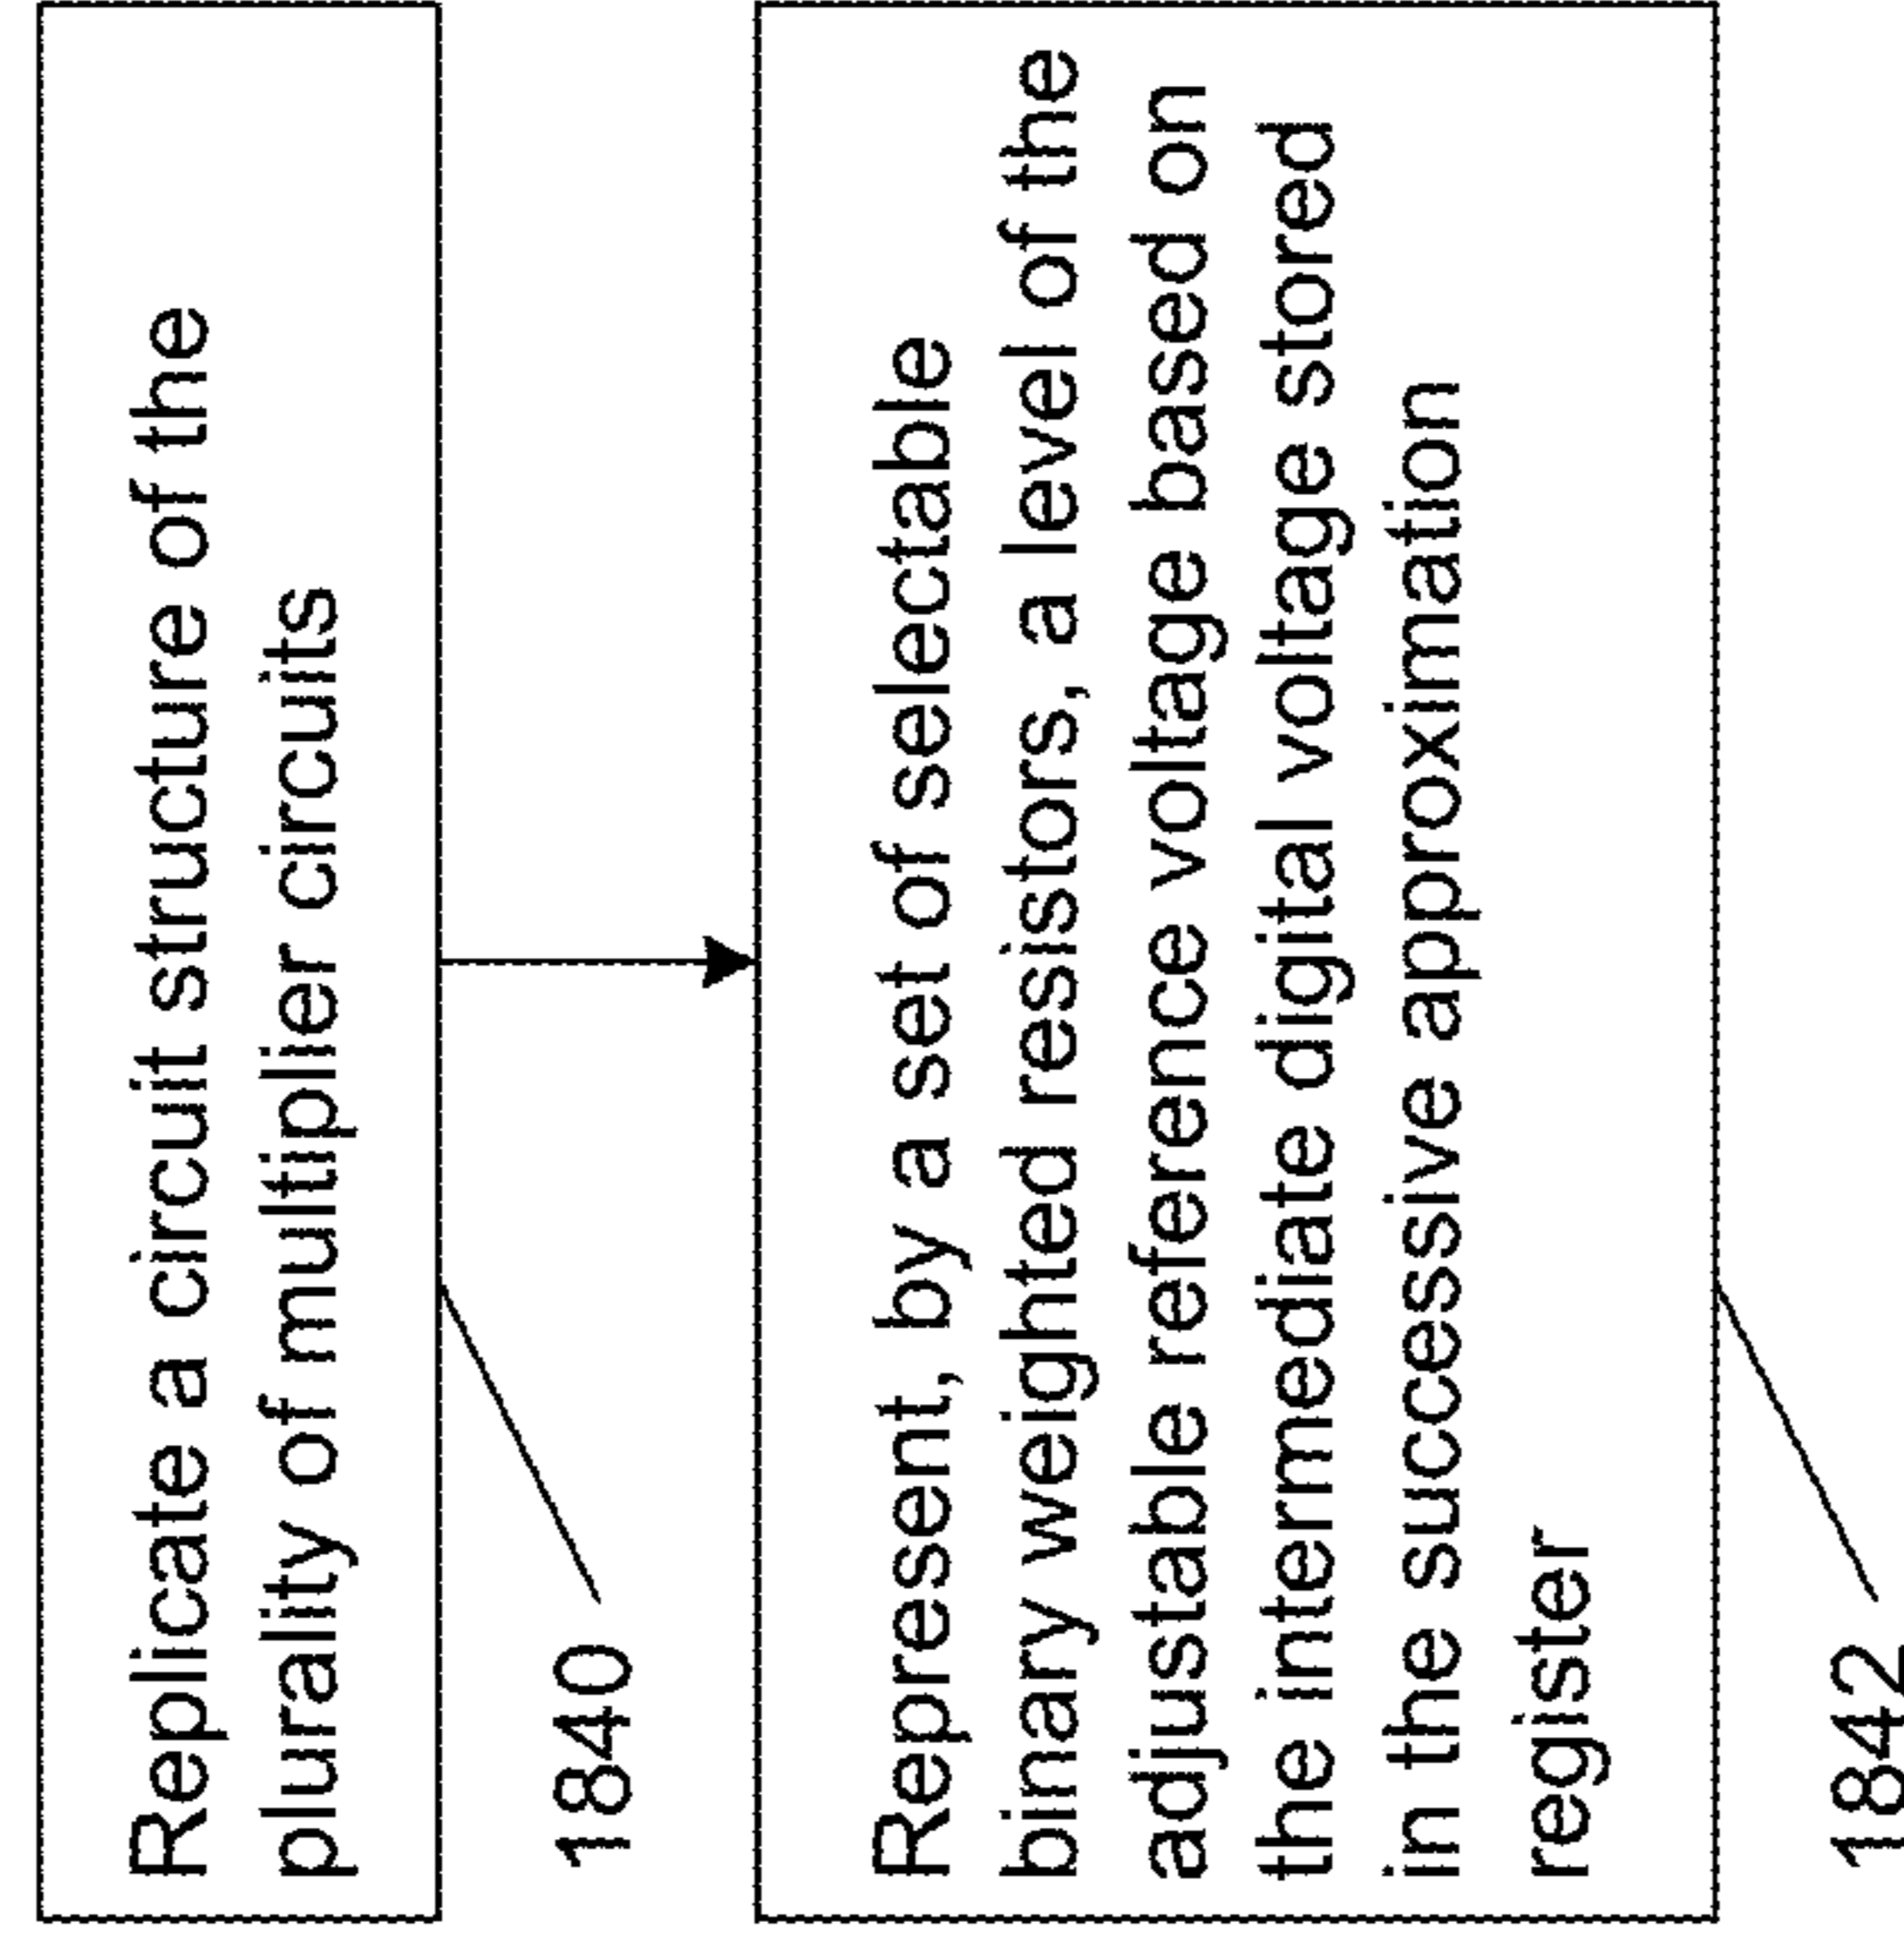 Replicate a circuit structure of the
plurality of multiplier circuits
1840
Represent, by a set of selectable
binary weighted resistors, a level of the
adjustable reference voltage based on
the intermediate digital voltage stored
in the successive approximation
register
1842